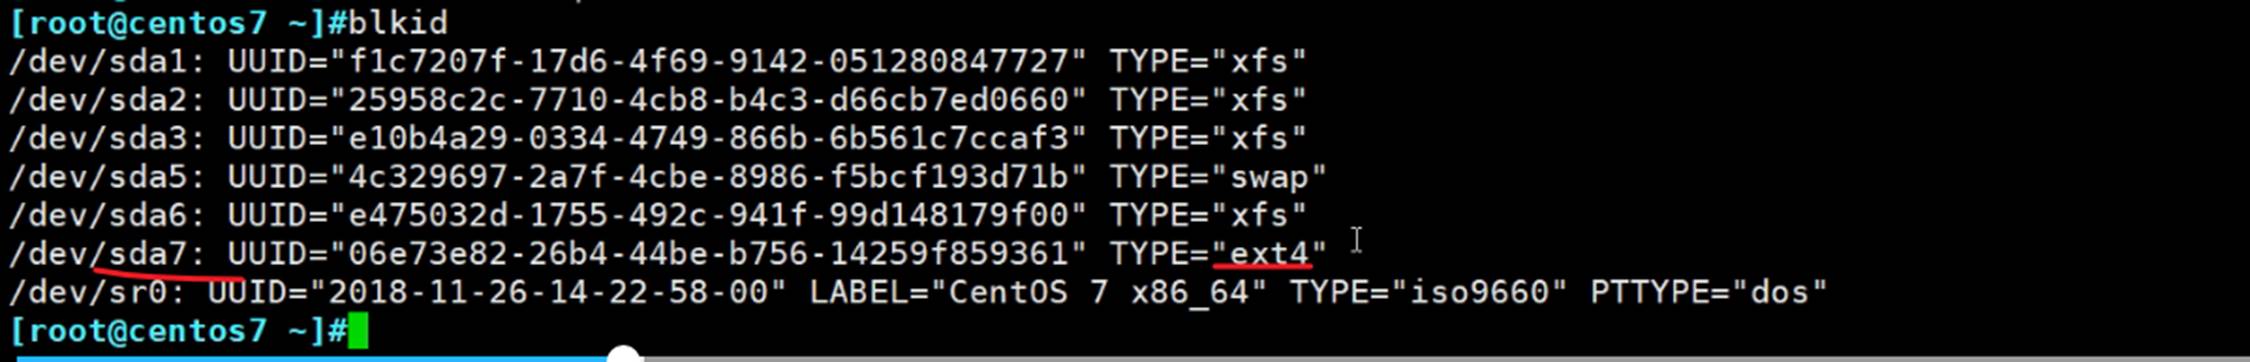 [root@centos7 ~]#blkid
/dev/sda1: UUID="f1c7207f-17d6-4f69-9142-051280847727" TYPE="xfs"
/dev/sda2: UUID="25958c2c-7710-4cb8-b4c3-d66cb7ed0660" TYPE="xfs"
/dev/sda3: UUID="e10b4a29-0334-4749-866b-6b561c7ccaf3" TYPE="xfs"
/dev/sda5: UUID="4c329697-2a7f-4cbe-8986-f5bcf193d71b" TYPE="swap"
/dev/sda6: UUID="e475032d-1755-492c-941f-99d148179f00" TYPE="xfs"
/dev/sda7: UUID="06e73e82-26b4-44be-b756-14259f859361" TYPE="ext4"
/dev/sr0: UUID="2018-11-26-14-22-58-00" LABEL="CentOS 7 x86_64" TYPE="iso9660" PTTYPE="dos"
[root@centos7 ~]#